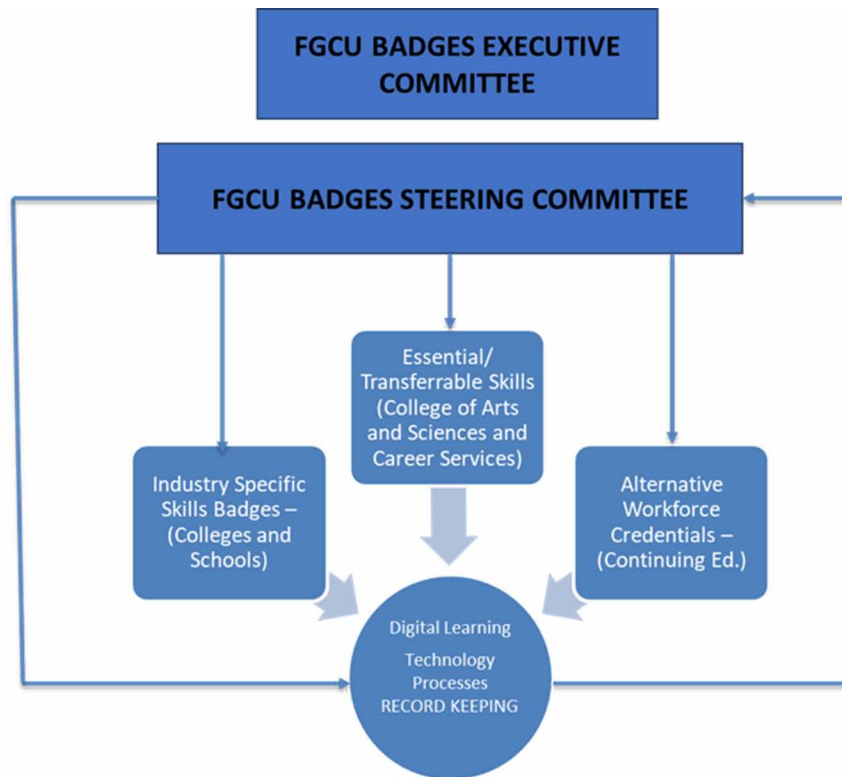 FGCU BADGES EXECUTIVE
COMMITTEE
FGCU BADGES STEERING COMMITTEE
Essential/
Transferrable Skills
(College of Arts
and Sciences and
Career Services)
Industry Specific
Skills Badges –
(Colleges and
Schools)
Alternative
Workforce
Credentials –
(Continuing Ed.)
Digital Learning
Technology
Processes
RECORD KEEPING